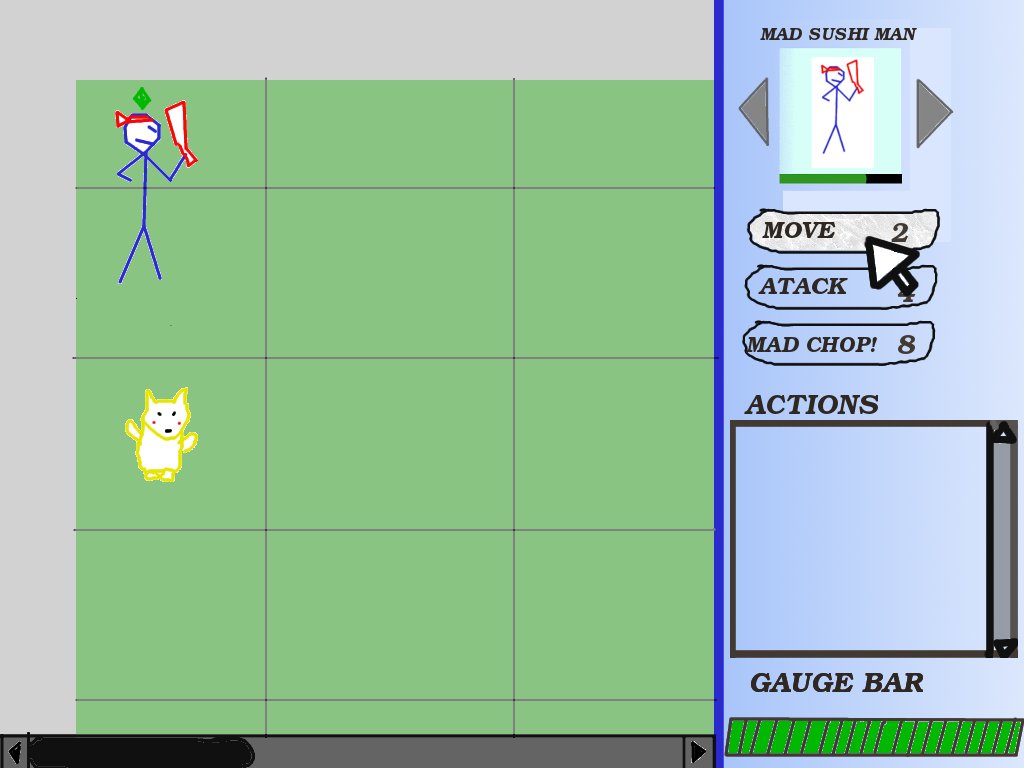 MAD SUSHI MAN
MOVE 2
ATACK 4
MAD CHOP! 8
ACTIONS
GAUGE BAR